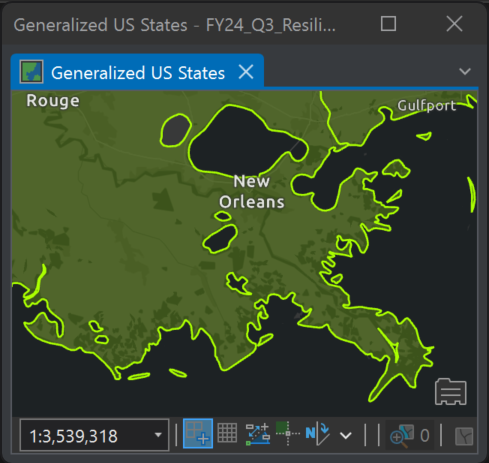 Generalized US States - FY24_Q3_Resili...
Generalized US States
Rouge
Gulfport
New
Orleans
1:3,539,318
N
0